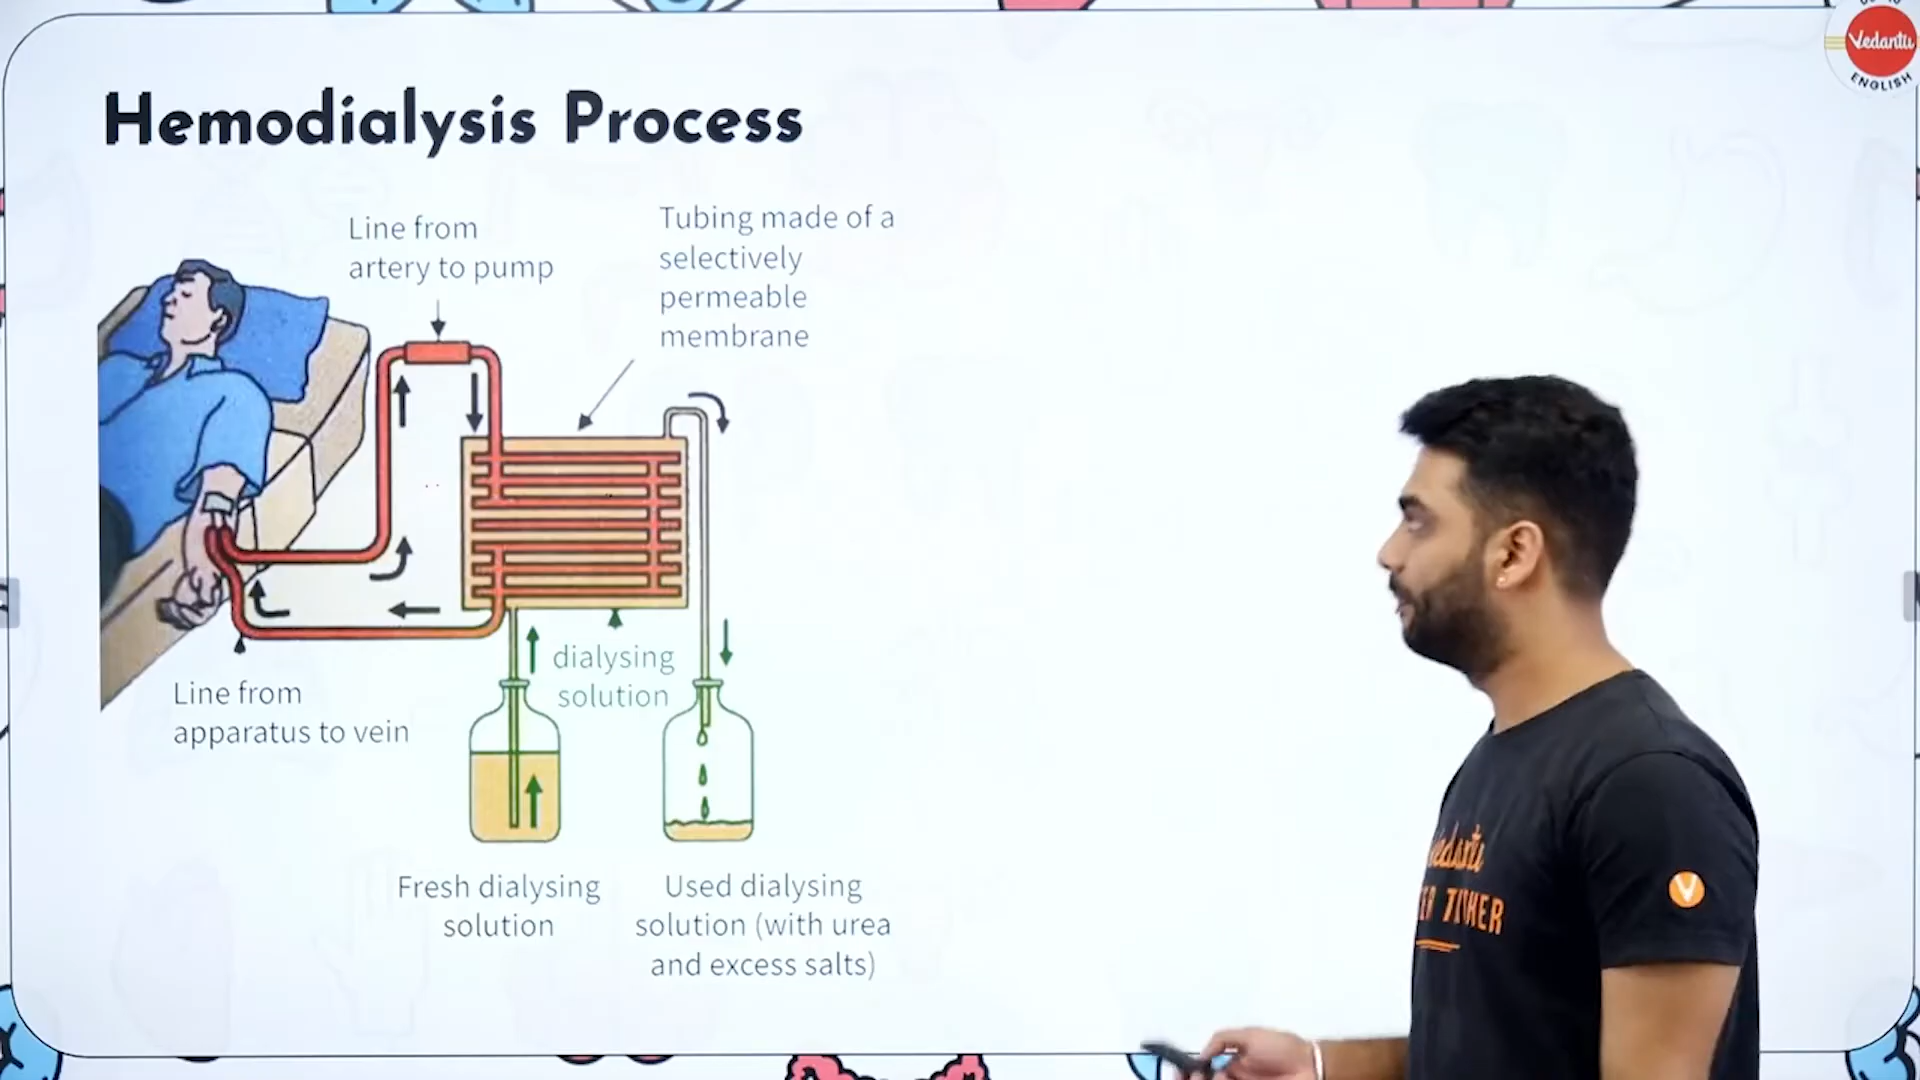 Vedantu
ENGLISH
Hemodialysis Process
Line from
artery to pump
Tubing made of a
selectively
permeable
membrane
dialysing
solution
Line from
apparatus to vein
Fresh dialysing
solution
Used dialysing
solution (with urea
and excess salts)
V